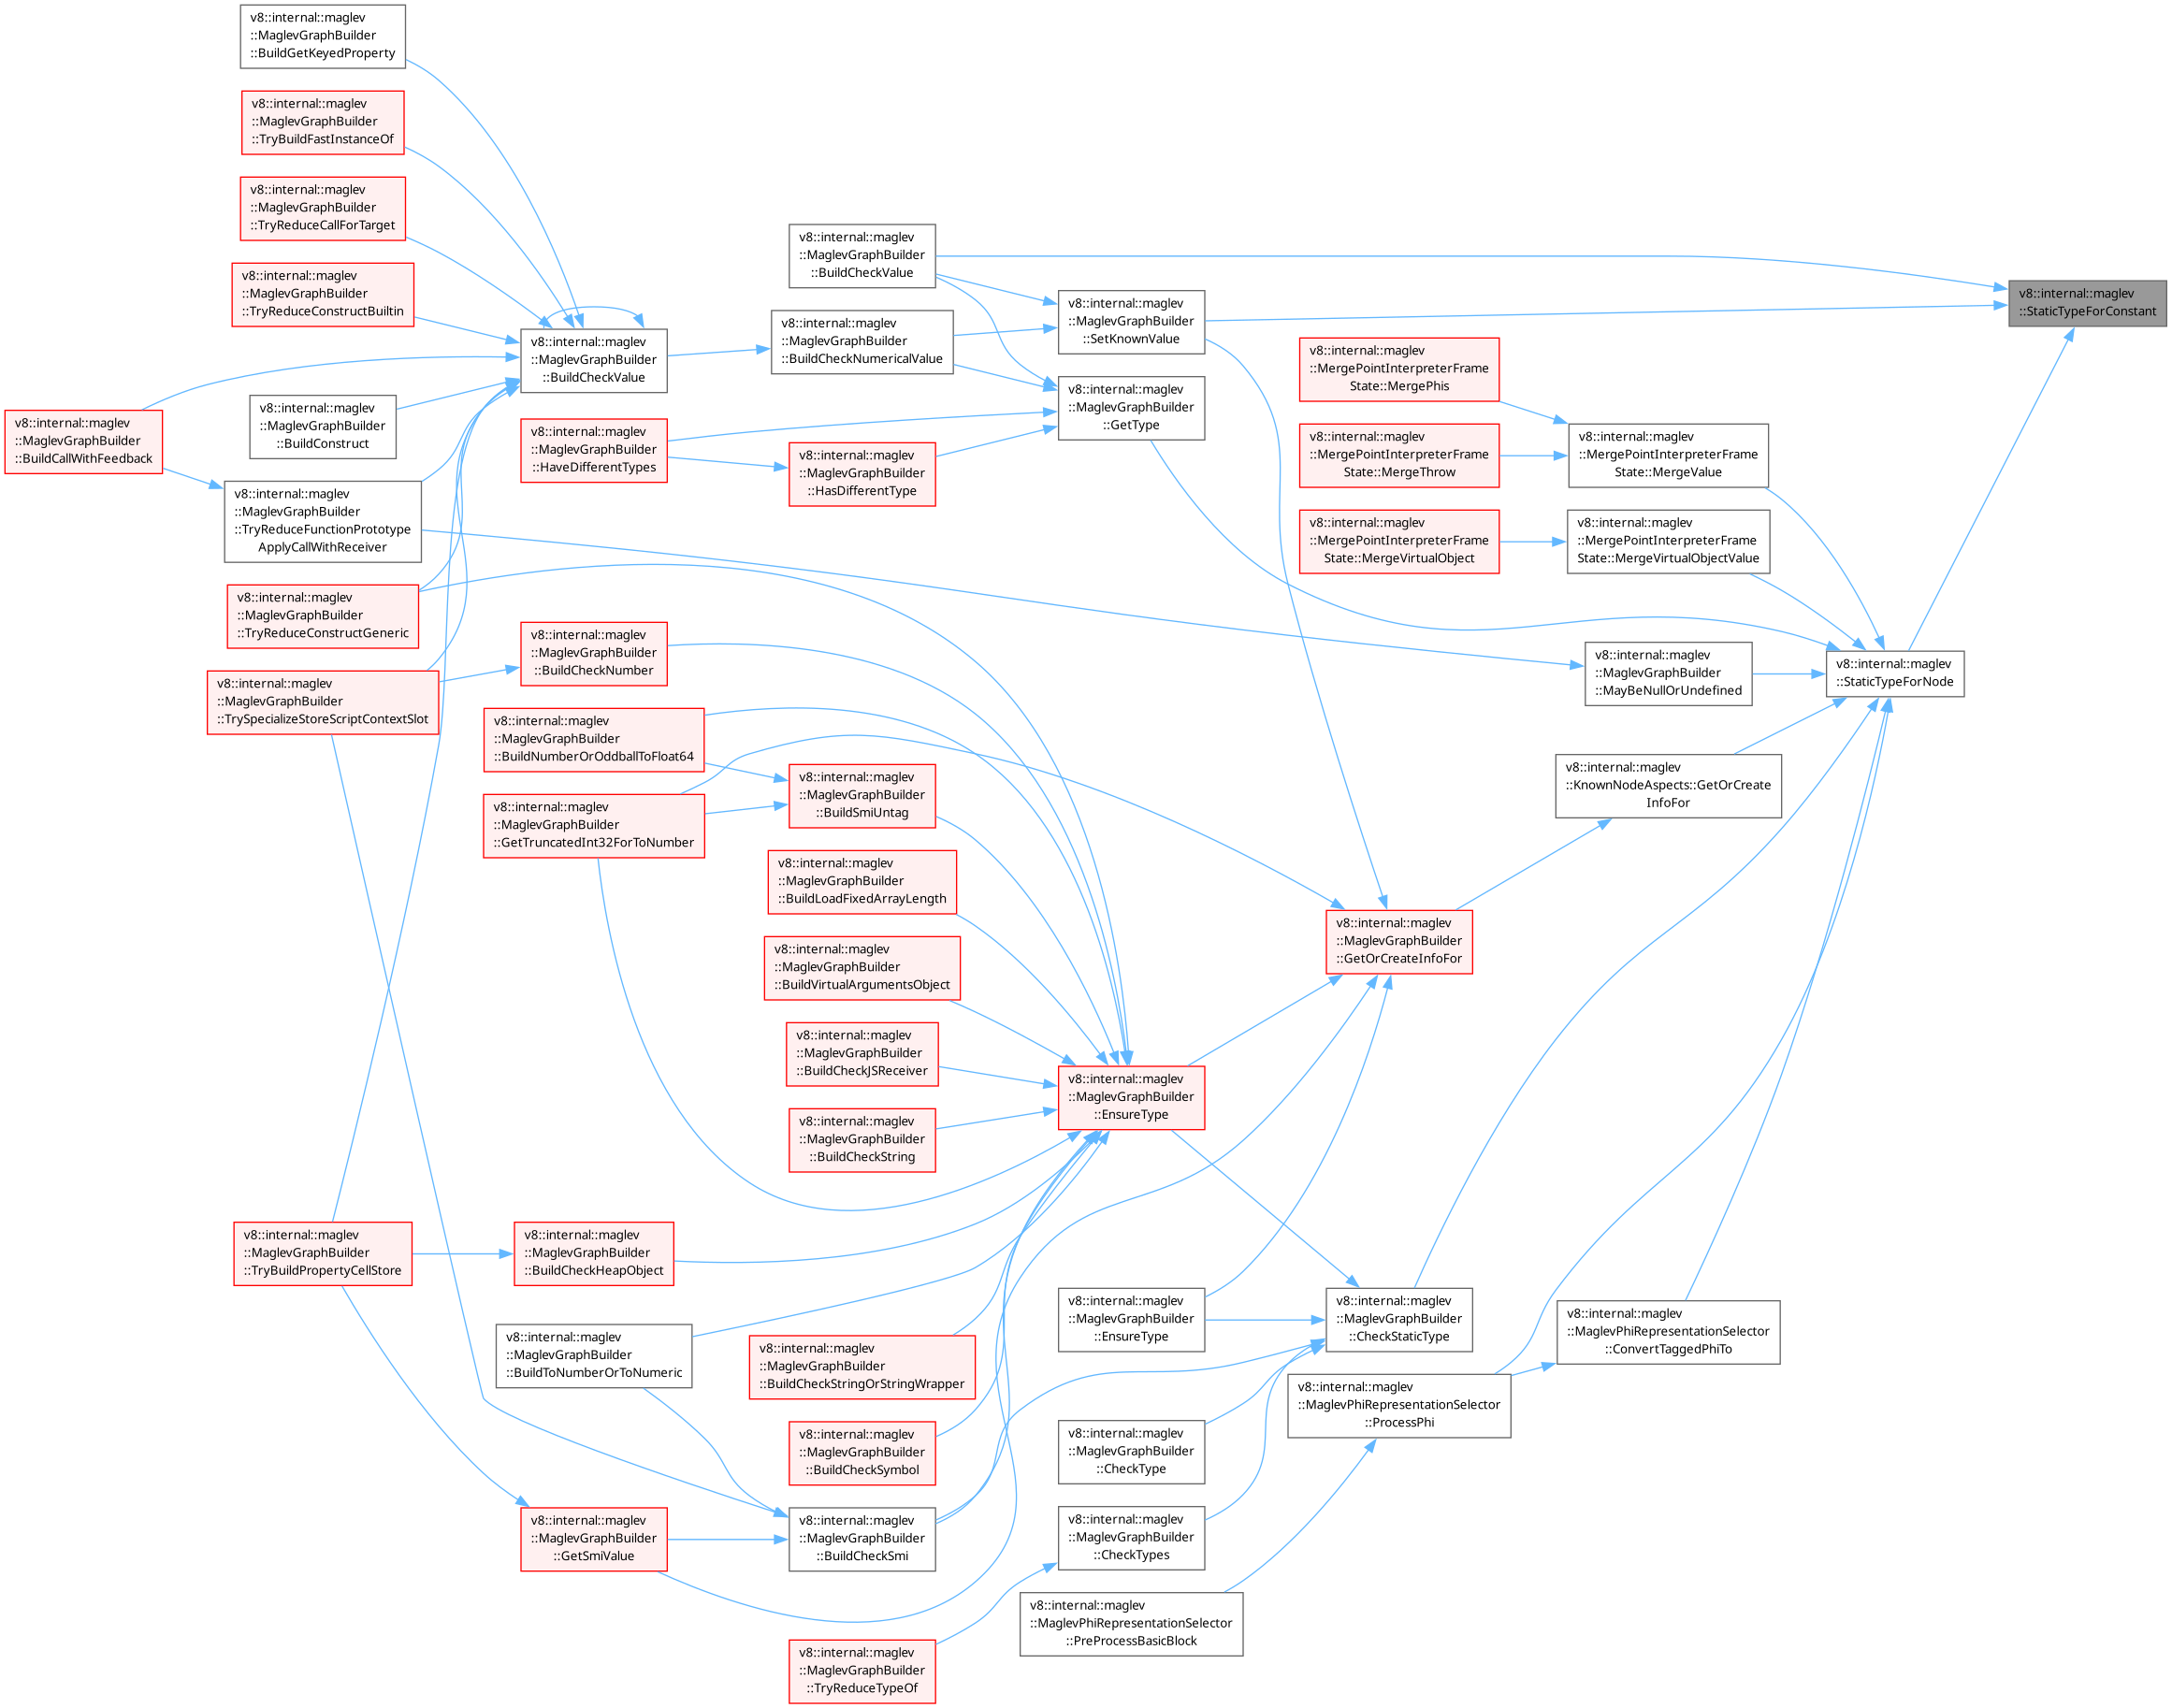 v8::internal::maglev
::MaglevGraphBuilder
::BuildGetKeyedProperty
v8::internal::maglev
::MaglevGraphBuilder
::TryBuildFastInstanceOf
v8::internal::maglev
::MaglevGraphBuilder
::TryReduceCallForTarget
v8::internal::maglev
::MaglevGraphBuilder
::TryReduceConstructBuiltin
v8::internal::maglev
::MaglevGraphBuilder
::BuildCheckValue
v8::internal::maglev
::MaglevGraphBuilder
::BuildConstruct
v8::internal::maglev
::MaglevGraphBuilder
::BuildCallWithFeedback
v8::internal::maglev
::MaglevGraphBuilder
::TryReduceFunctionPrototype
ApplyCallWithReceiver
v8::internal::maglev
::MaglevGraphBuilder
::TryReduceConstructGeneric
v8::internal::maglev
::MaglevGraphBuilder
::TrySpecializeStoreScriptContextSlot
v8::internal::maglev
::MaglevGraphBuilder
::BuildCheckValue
v8::internal::maglev
::MaglevGraphBuilder
::BuildCheckNumericalValue
v8::internal::maglev
::MaglevGraphBuilder
::SetKnownValue
v8::internal::maglev
::StaticTypeForConstant
v8::internal::maglev
::MaglevGraphBuilder
::GetType
v8::internal::maglev
::MaglevGraphBuilder
::HaveDifferentTypes
v8::internal::maglev
::MaglevGraphBuilder
::HasDifferentType
v8::internal::maglev
::MergePointInterpreterFrame
State::MergePhis
v8::internal::maglev
::MergePointInterpreterFrame
State::MergeThrow
v8::internal::maglev
::MergePointInterpreterFrame
State::MergeValue
v8::internal::maglev
::MergePointInterpreterFrame
State::MergeVirtualObject
v8::internal::maglev
::MergePointInterpreterFrame
State::MergeVirtualObjectValue
v8::internal::maglev
::MaglevGraphBuilder
::MayBeNullOrUndefined
v8::internal::maglev
::StaticTypeForNode
v8::internal::maglev
::MaglevGraphBuilder
::BuildCheckNumber
v8::internal::maglev
::MaglevGraphBuilder
::BuildNumberOrOddballToFloat64
v8::internal::maglev
::MaglevGraphBuilder
::GetTruncatedInt32ForToNumber
v8::internal::maglev
::MaglevGraphBuilder
::BuildSmiUntag
v8::internal::maglev
::KnownNodeAspects::GetOrCreate
InfoFor
v8::internal::maglev
::MaglevGraphBuilder
::BuildLoadFixedArrayLength
v8::internal::maglev
::MaglevGraphBuilder
::GetOrCreateInfoFor
v8::internal::maglev
::MaglevGraphBuilder
::BuildVirtualArgumentsObject
v8::internal::maglev
::MaglevGraphBuilder
::BuildCheckJSReceiver
v8::internal::maglev
::MaglevGraphBuilder
::EnsureType
v8::internal::maglev
::MaglevGraphBuilder
::BuildCheckString
v8::internal::maglev
::MaglevGraphBuilder
::TryBuildPropertyCellStore
v8::internal::maglev
::MaglevGraphBuilder
::BuildCheckHeapObject
v8::internal::maglev
::MaglevGraphBuilder
::BuildToNumberOrToNumeric
v8::internal::maglev
::MaglevGraphBuilder
::BuildCheckStringOrStringWrapper
v8::internal::maglev
::MaglevGraphBuilder
::EnsureType
v8::internal::maglev
::MaglevGraphBuilder
::CheckStaticType
v8::internal::maglev
::MaglevPhiRepresentationSelector
::ConvertTaggedPhiTo
v8::internal::maglev
::MaglevPhiRepresentationSelector
::ProcessPhi
v8::internal::maglev
::MaglevGraphBuilder
::BuildCheckSymbol
v8::internal::maglev
::MaglevGraphBuilder
::CheckType
v8::internal::maglev
::MaglevGraphBuilder
::GetSmiValue
v8::internal::maglev
::MaglevGraphBuilder
::BuildCheckSmi
v8::internal::maglev
::MaglevGraphBuilder
::CheckTypes
v8::internal::maglev
::MaglevPhiRepresentationSelector
::PreProcessBasicBlock
v8::internal::maglev
::MaglevGraphBuilder
::TryReduceTypeOf